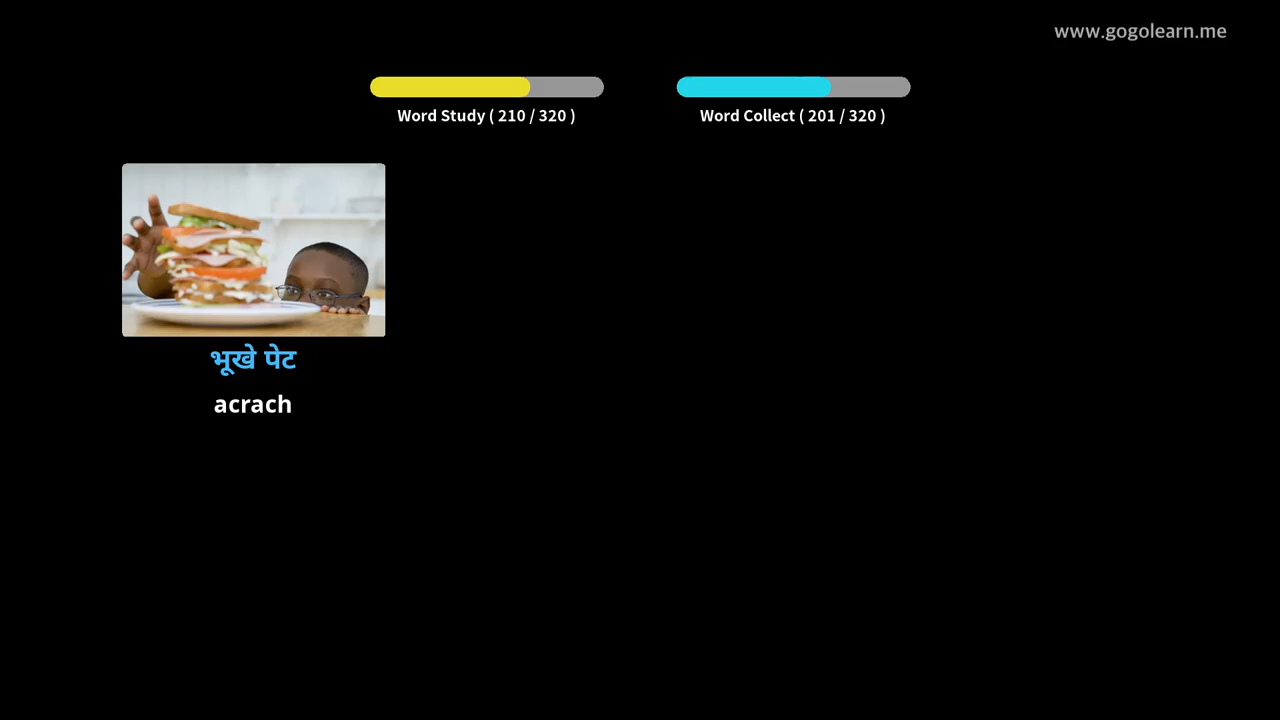 www.gogolearn.me
Word Study ( 210 / 320 )
Word Collect ( 201 / 320 )
भूखे पेट
acrach